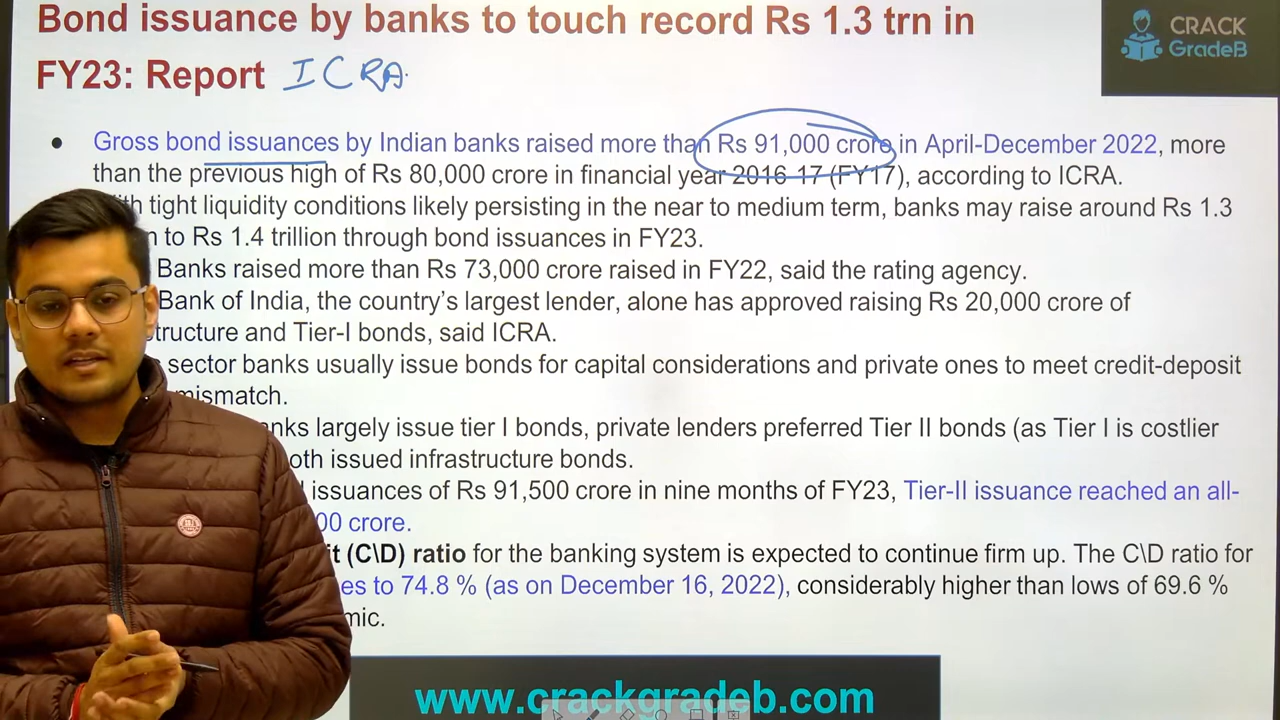 Bond issuance by banks to touch record Rs 1.3 trn in
FY23: Report ICRA
CRACK
GradeB
• Gross bond issuances by Indian banks raised more than Rs 91,000 crore in April-December 2022, more
than the previous high of Rs 80,000 crore in financial year 2016-17 (FY17), according to ICRA.
tight liquidity conditions likely persisting in the near to medium term, banks may raise around Rs 1.3
to Rs 1.4 trillion through bond issuances in FY23.
Banks raised more than Rs 73,000 crore raised in FY22, said the rating agency.
Bank of India, the country's largest lender, alone has approved raising Rs 20,000 crore of
structure and Tier-I bonds, said ICRA.
sector banks usually issue bonds for capital considerations and private ones to meet credit-deposit
mismatch.
nks largely issue tier I bonds, private lenders preferred Tier II bonds (as Tier I is costlier
oth issued infrastructure bonds.
issuances of Rs 91,500 crore in nine months of FY23, Tier-II issuance reached an all-
00 crore.
it (C\D) ratio for the banking system is expected to continue firm up. The C\D ratio for
es to 74.8 % (as on December 16, 2022), considerably higher than lows of 69.6 %
mic.
www.crackgradeb.com